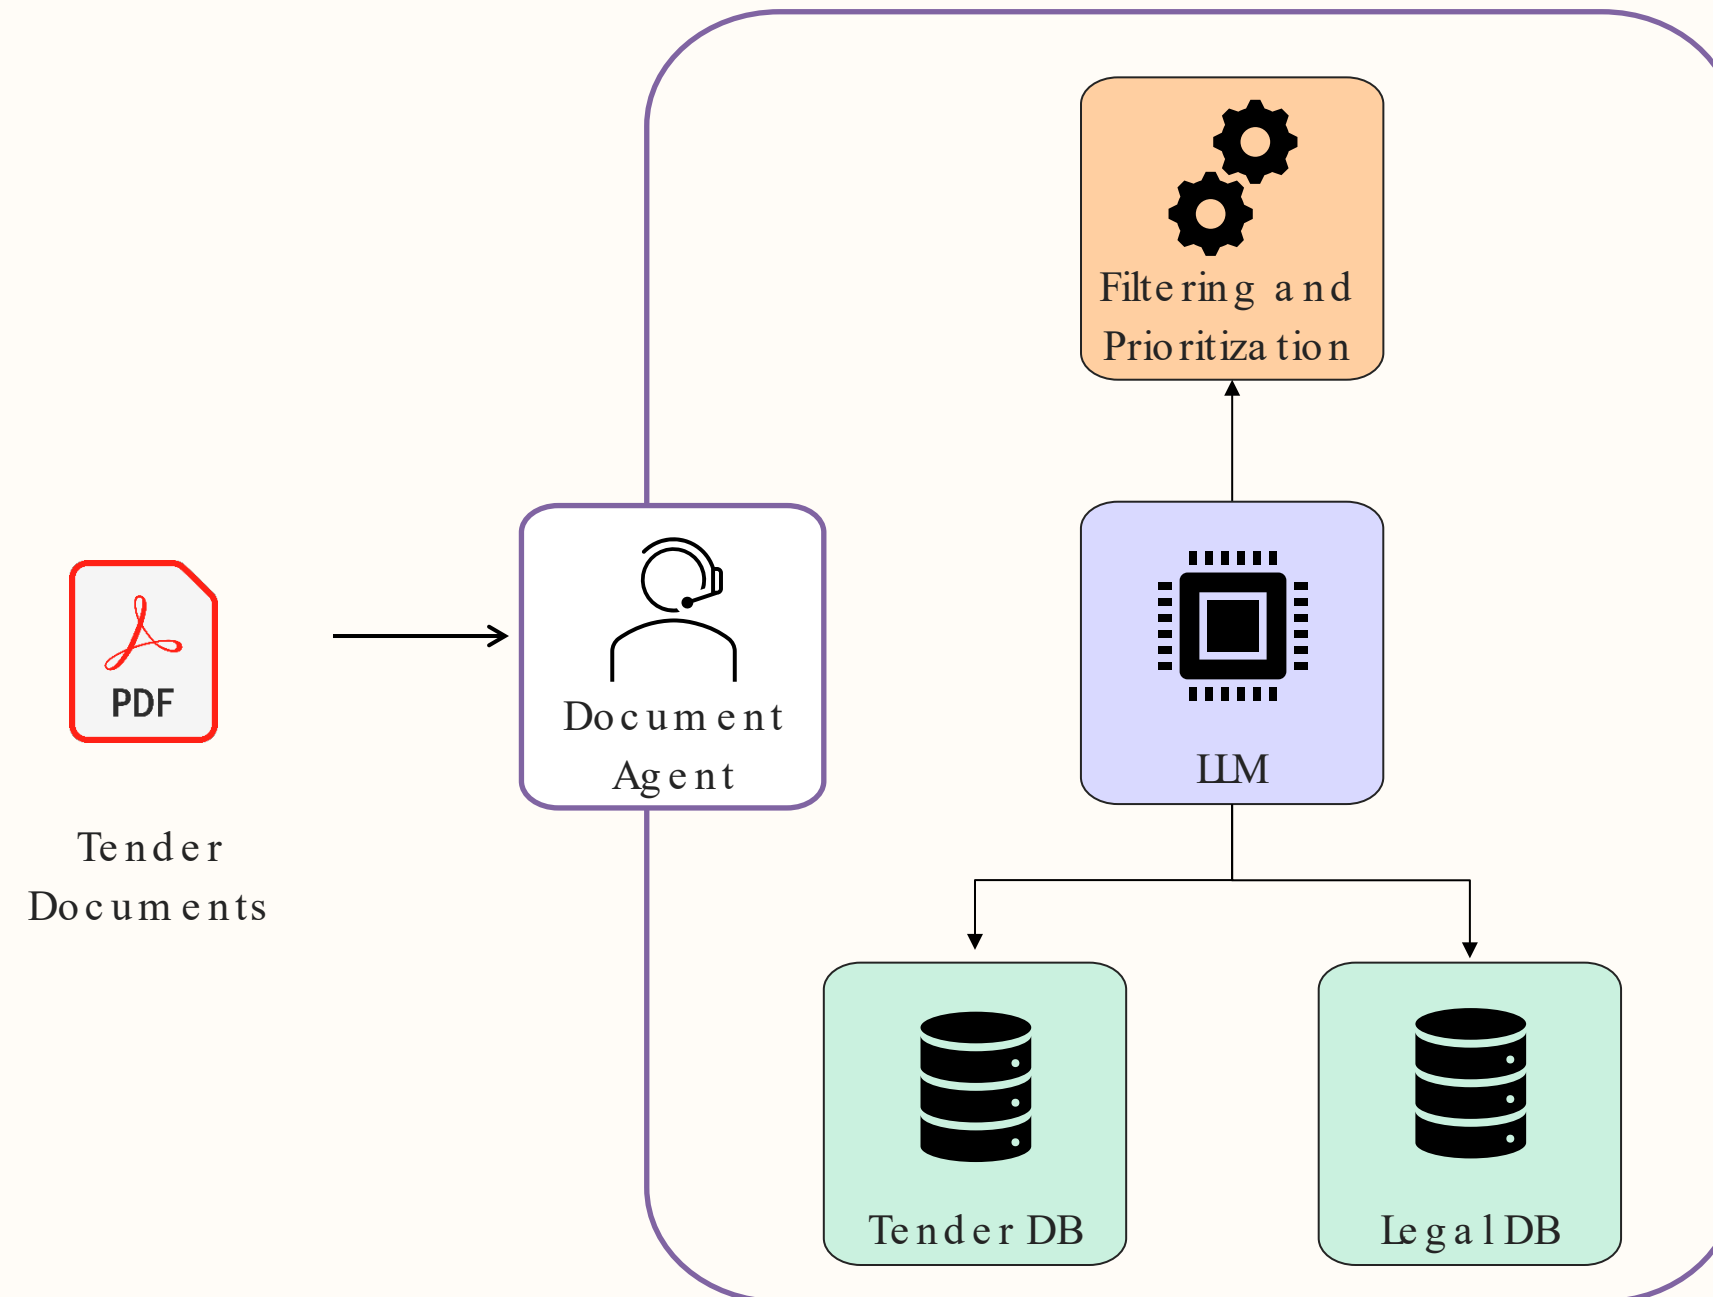 Filtering and
Prioritization
PDF
Document
Agent
LLM
Tender
Documents
Tender DB
Legal DB